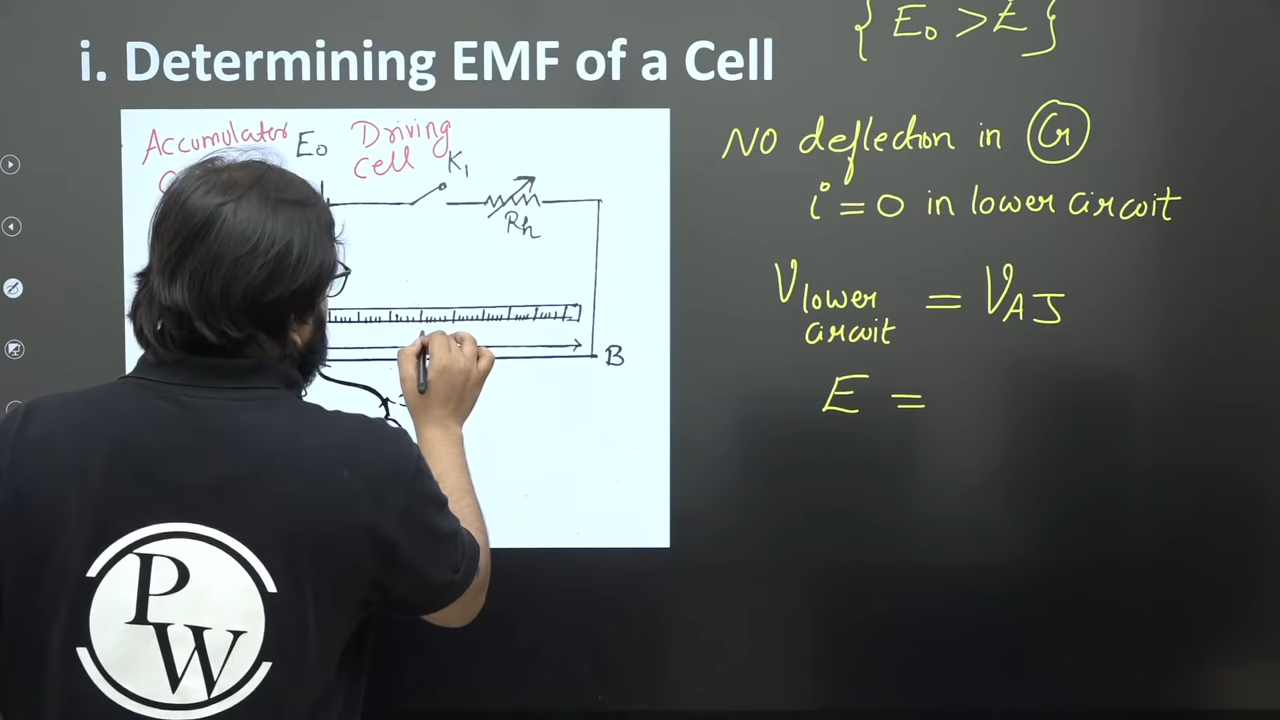 { E₀ > E }
i. Determining EMF of a Cell
Accumulator E₀ Driving
cell
K₁
Rh
B
NO deflection in G
i = 0 in lower circuit
V lower circuit = V AJ
E =
P
W